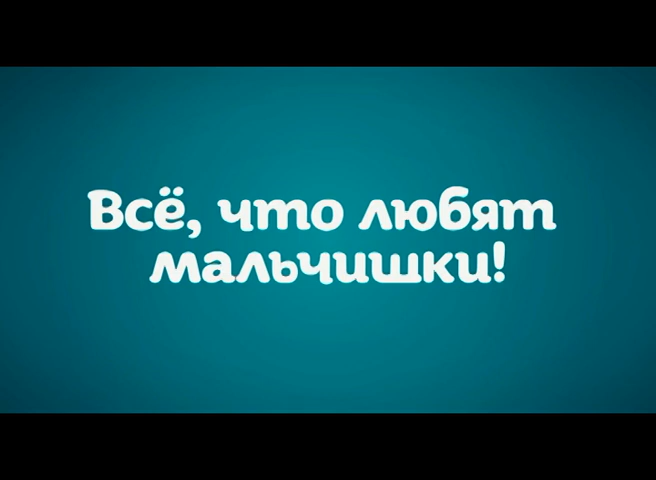 Всё, что любят
мальчишки!